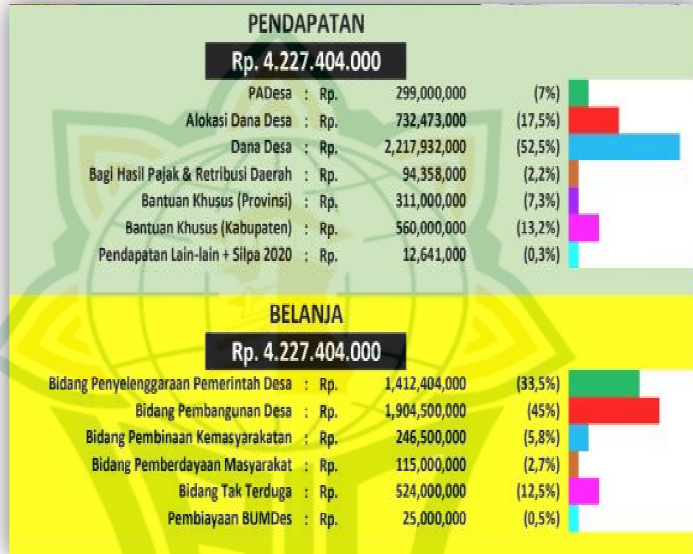 PENDAPATAN
Rp. 4.227.404.000
PADesa : Rp. 299,000,000 (7%)
Alokasi Dana Desa : Rp. 732,473,000 (17,5%)
Dana Desa : Rp. 2,217,932,000 (52,5%)
Bagi Hasil Pajak & Retribusi Daerah : Rp. 94,358,000 (2,2%)
Bantuan Khusus (Provinsi) : Rp. 311,000,000 (7,3%)
Bantuan Khusus (Kabupaten) : Rp. 560,000,000 (13,2%)
Pendapatan Lain-lain + Silpa 2020 : Rp. 12,641,000 (0,3%)
BELANJA
Rp. 4.227.404.000
Bidang Penyelenggaraan Pemerintah Desa : Rp. 1,412,404,000 (33,5%)
Bidang Pembangunan Desa : Rp. 1,904,500,000 (45%)
Bidang Pembinaan Kemasyarakatan : Rp. 246,500,000 (5,8%)
Bidang Pemberdayaan Masyarakat : Rp. 115,000,000 (2,7%)
Bidang Tak Terduga : Rp. 524,000,000 (12,5%)
Pembiayaan BUMDes : Rp. 25,000,000 (0,5%)